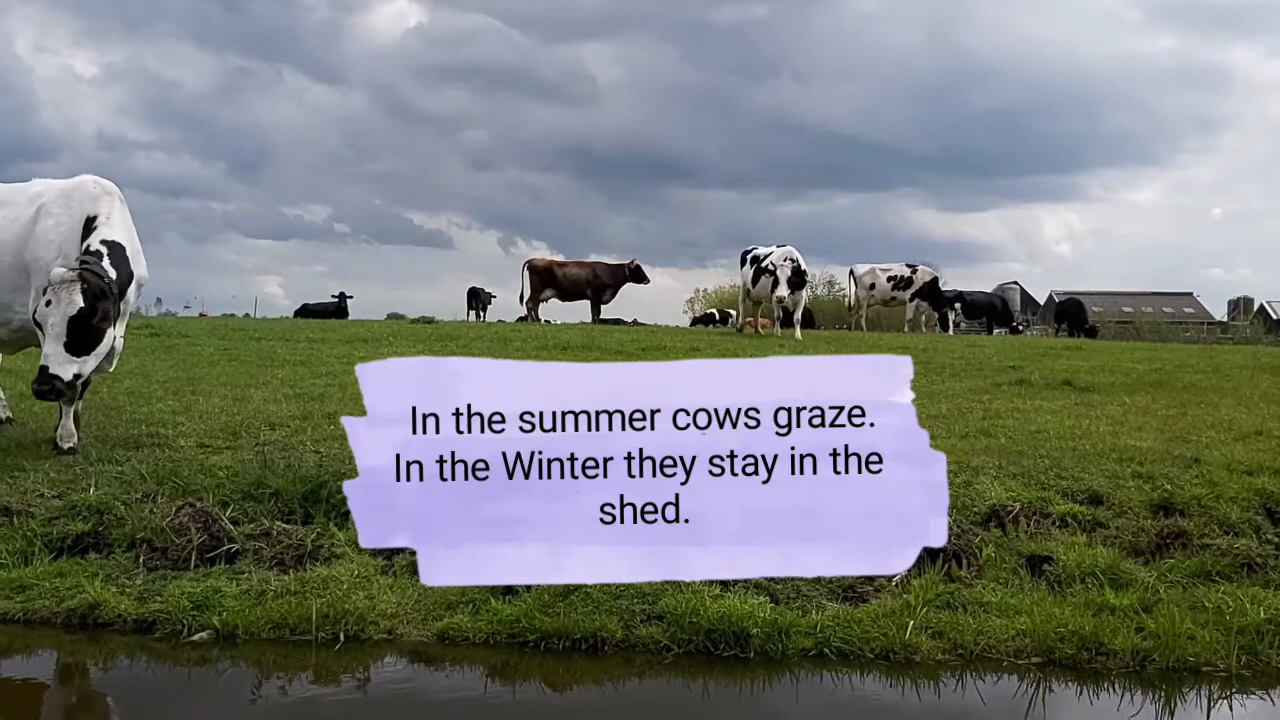 In the summer cows graze.
In the Winter they stay in the
shed.